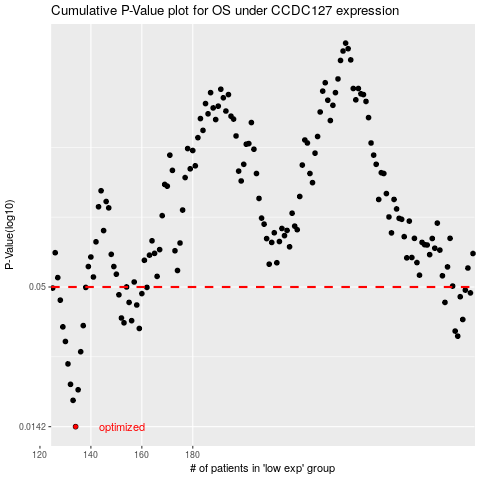 Cumulative P-Value plot for OS under CCDC127 expression
P-Value(log10)
0.05
0.0142
optimized
120 140 160 180
# of patients in 'low exp' group